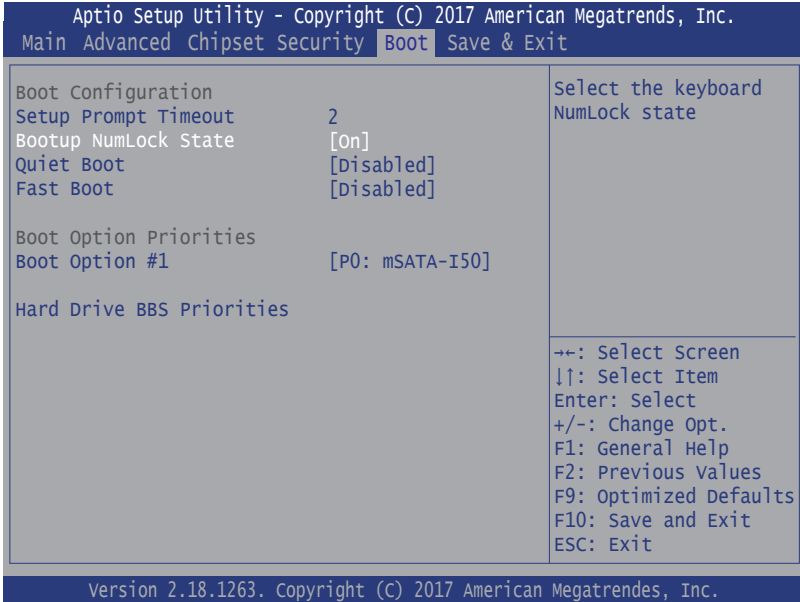 Aptio Setup Utility - Copyright (C) 2017 American Megatrends, Inc.
Main Advanced Chipset Security Boot Save & Exit
Boot Configuration
Setup Prompt Timeout 2
Bootup NumLock State [On]
Quiet Boot [Disabled]
Fast Boot [Disabled]
Boot Option Priorities
Boot Option #1 [P0: mSATA-I50]
Hard Drive BBS Priorities
Select the keyboard
NumLock state
→←: Select Screen
↓↑: Select Item
Enter: Select
+/-: Change Opt.
F1: General Help
F2: Previous Values
F9: Optimized Defaults
F10: Save and Exit
ESC: Exit
Version 2.18.1263. Copyright (C) 2017 American Megatrendes, Inc.